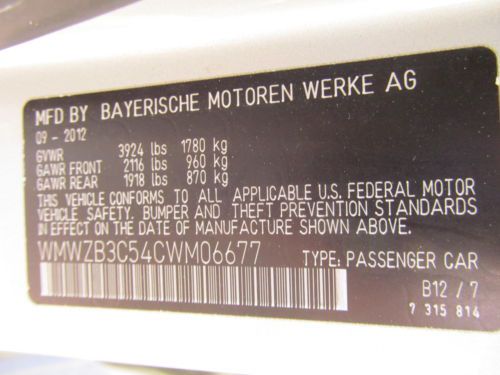 MFD BY BAYERISCHE MOTOREN WERKE AG
09 - 2012
GVWR 3924 lbs 1780 kg
GAWR FRONT 2116 lbs 960 kg
GAWR REAR 1918 lbs 870 kg
THIS VEHICLE CONFORMS TO ALL APPLICABLE U.S. FEDERAL MOTOR
VEHICLE SAFETY, BUMPER AND THEFT PREVENTION STANDARDS
IN EFFECT ON THE DATE OF MANUFACTURE SHOWN ABOVE.
WMWZB3C54CWM06677 TYPE: PASSENGER CAR
B12 / 7
7 315 814